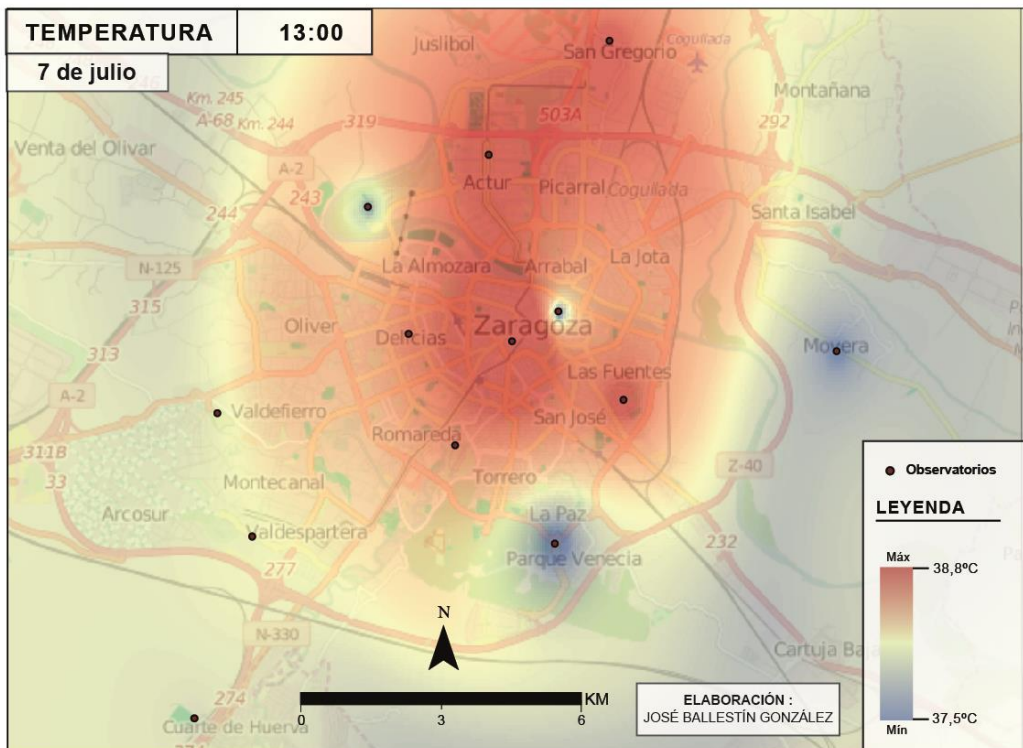 TEMPERATURA 13:00
7 de julio
Juslibol
San Gregorio
Cogullada
Km. 245
A-68 Km. 244
319
503A
292
Montañana
Venta del Olivar
A-2
243
244
Actur
Picarral
Cogullada
Santa Isabel
N-125
La Almozara
Arrabal
La Jota
315
Oliver
Delicias
Zaragoza
Movera
313
Las Fuentes
A-2
Valdefierro
San José
311B
33
Romareda
Montecanal
Torrero
Z-40
Arcosur
La Paz
Valdespartera
232
277
Parque Venecia
N-330
Cartuja Ba
274
Cuarte de Huerva
N
KM
0 3 6
ELABORACIÓN :
JOSÉ BALLESTÍN GONZÁLEZ
Observatorios
LEYENDA
Máx
38,8ºC
37,5ºC
Mín